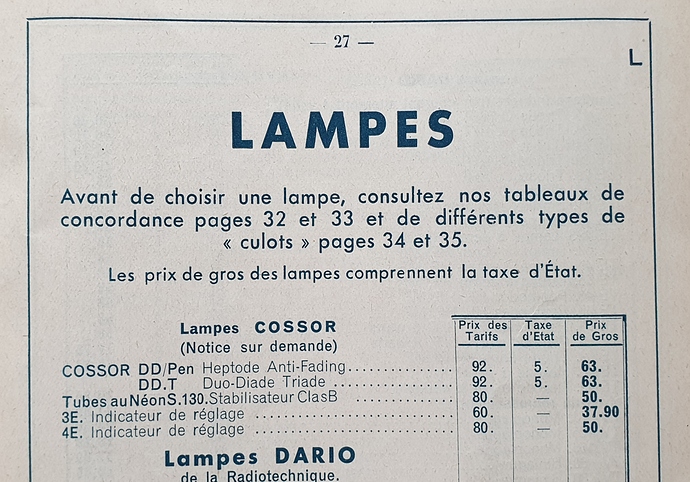 — 27 —
L
LAMPES
Avant de choisir une lampe, consultez nos tableaux de
concordance pages 32 et 33 et de différents types de
« culots » pages 34 et 35.
Les prix de gros des lampes comprennent la taxe d'État.
Lampes COSSOR
(Notice sur demande)
Prix des Tarifs | Taxe d'Etat | Prix de Gros
COSSOR DD/Pen Heptode Anti-Fading................ 92. 5. 63.
DD.T Duo-Diade Triade .................. 92. 5. 63.
Tubes au Néon S.130. Stabilisateur Clas B ................ 80. — 50.
3E. Indicateur de réglage ............................ 60. — 37.90
4E. Indicateur de réglage ............................ 80. — 50.
Lampes DARIO
de la Radiotechnique.